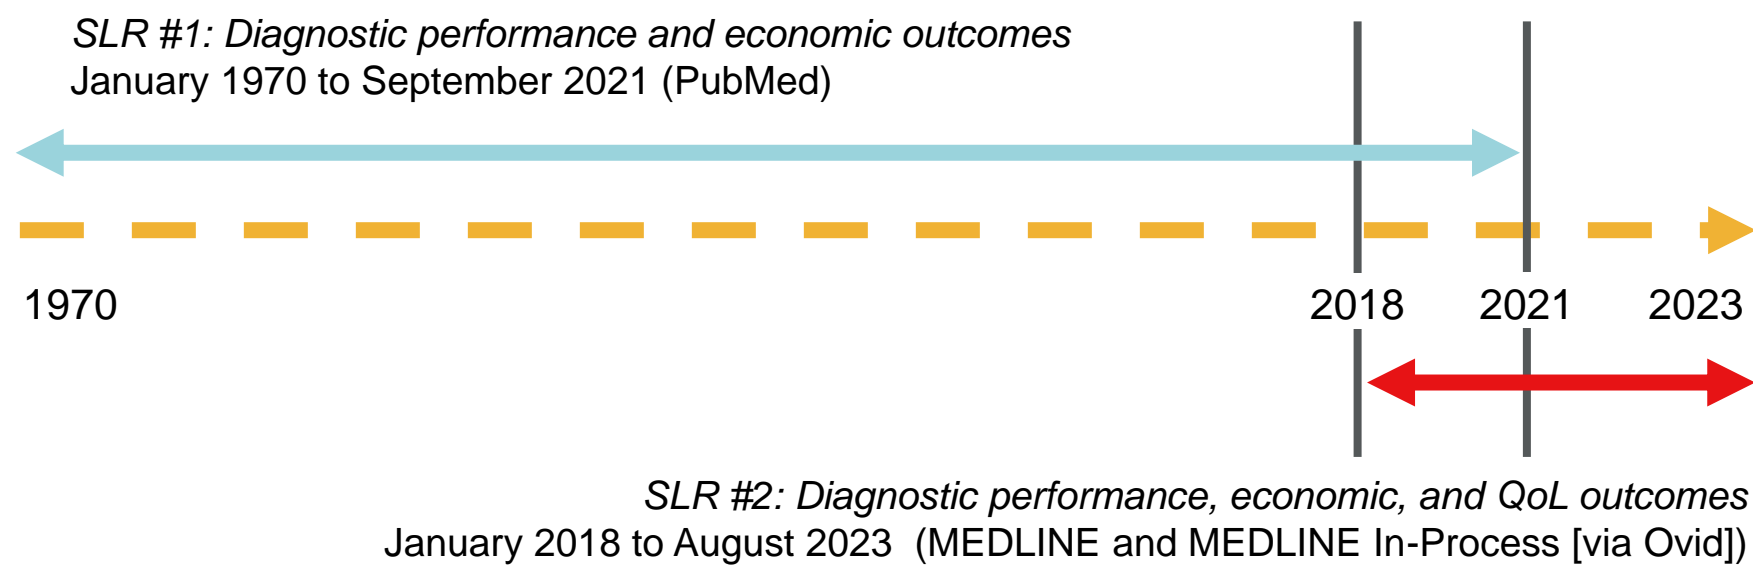 SLR #1: Diagnostic performance and economic outcomes
January 1970 to September 2021 (PubMed)
1970
2018
2021
2023
SLR #2: Diagnostic performance, economic, and QoL outcomes
January 2018 to August 2023 (MEDLINE and MEDLINE In-Process [via Ovid])